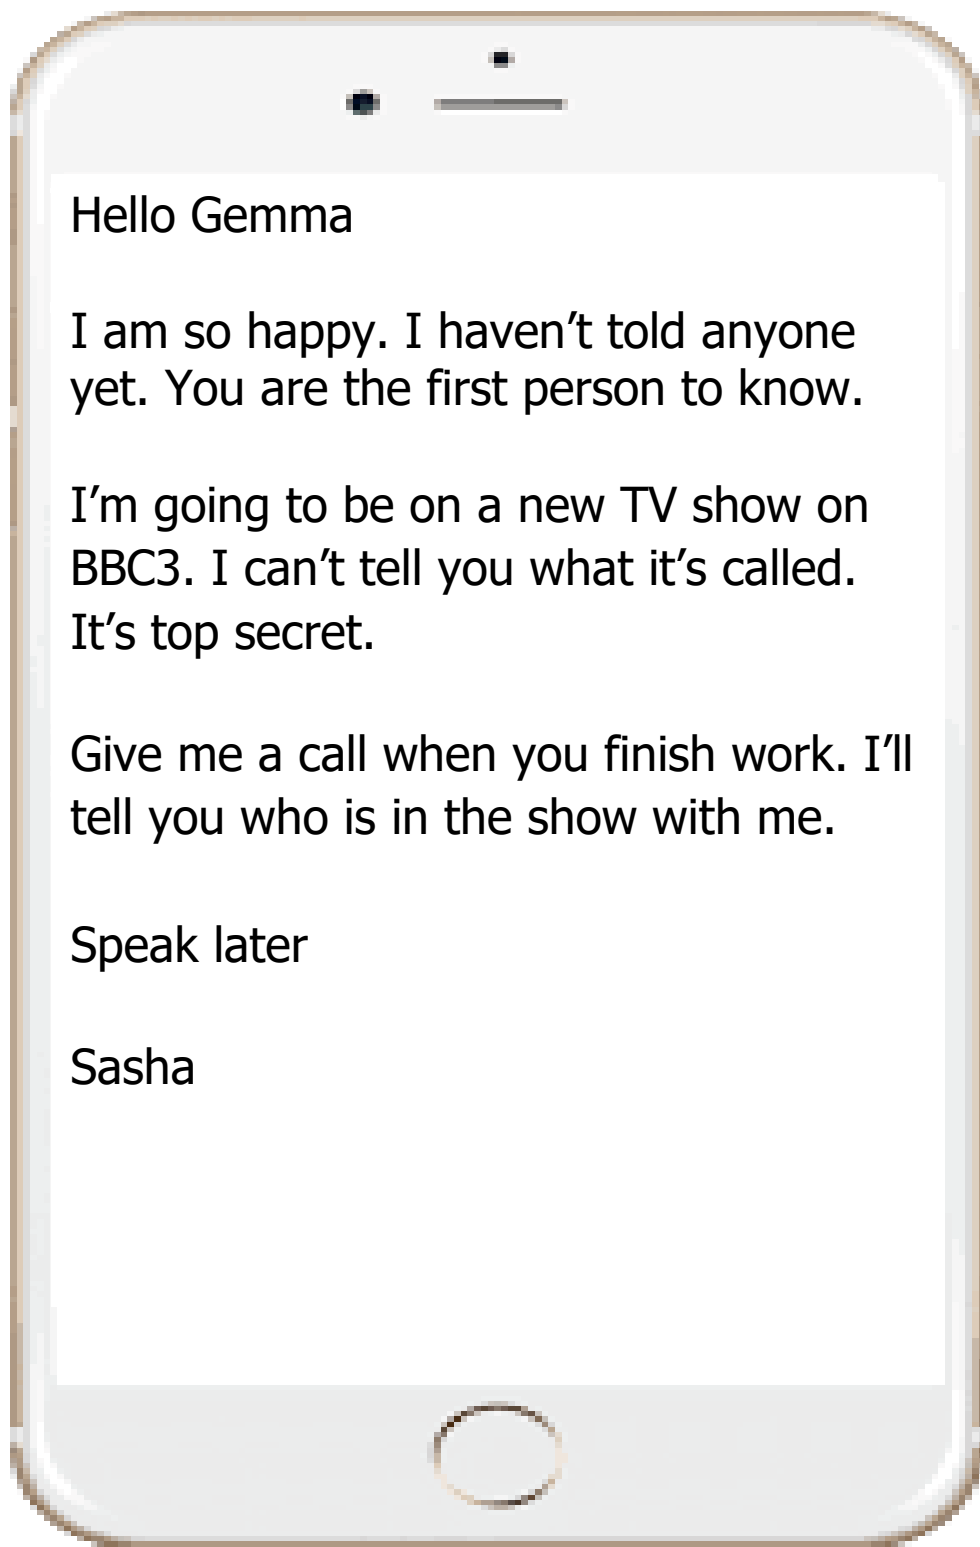 Hello Gemma
I am so happy. I haven’t told anyone
yet. You are the first person to know.
I’m going to be on a new TV show on
BBC3. I can’t tell you what it’s called.
It’s top secret.
Give me a call when you finish work. I’ll
tell you who is in the show with me.
Speak later
Sasha